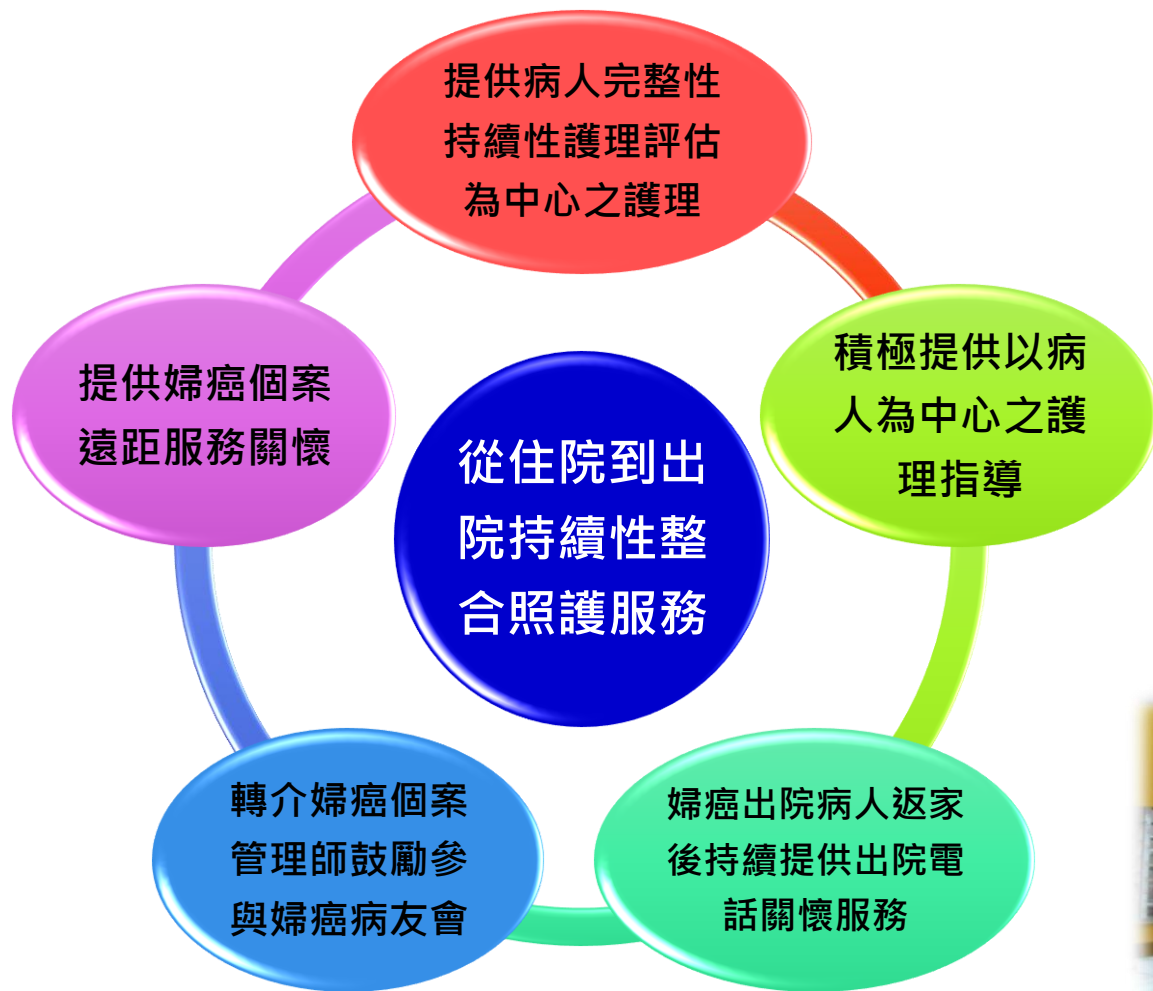 提供病人完整性
持續性護理評估
為中心之護理
積極提供以病
人為中心之護
理指導
婦癌出院病人返家
後持續提供出院電
話關懷服務
轉介婦癌個案
管理師鼓勵參
與婦癌病友會
提供婦癌個案
遠距服務關懷
從住院到出
院持續性整
合照護服務